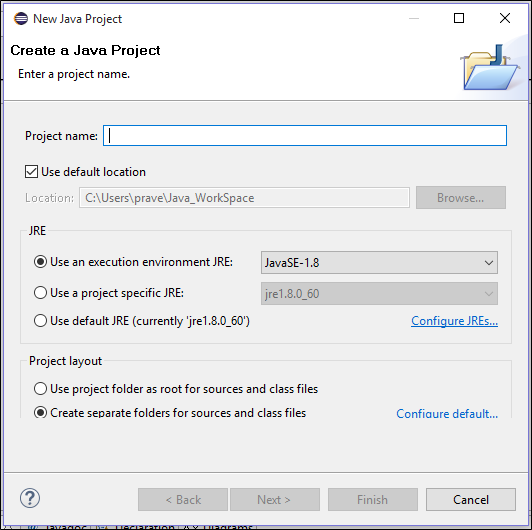 New Java Project
Create a Java Project
Enter a project name.
Project name:
Use default location
Location: C:\Users\prave\Java_WorkSpace Browse...
JRE
Use an execution environment JRE: JavaSE-1.8
Use a project specific JRE: jre1.8.0_60
Use default JRE (currently 'jre1.8.0_60') Configure JREs...
Project layout
Use project folder as root for sources and class files
Create separate folders for sources and class files Configure default...
? < Back Next > Finish Cancel
Javadoc Declaration Diagrams